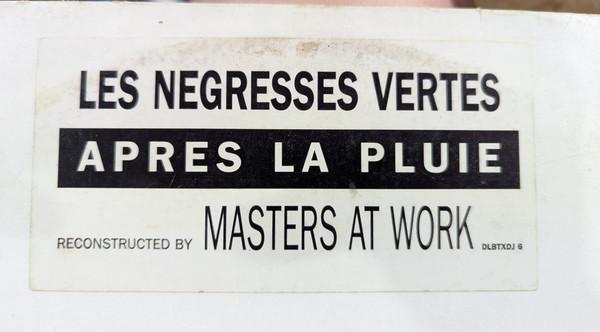 LES NEGRESSES VERTES
APRES LA PLUIE
RECONSTRUCTED BY MASTERS AT WORK DLBTXDJ 6